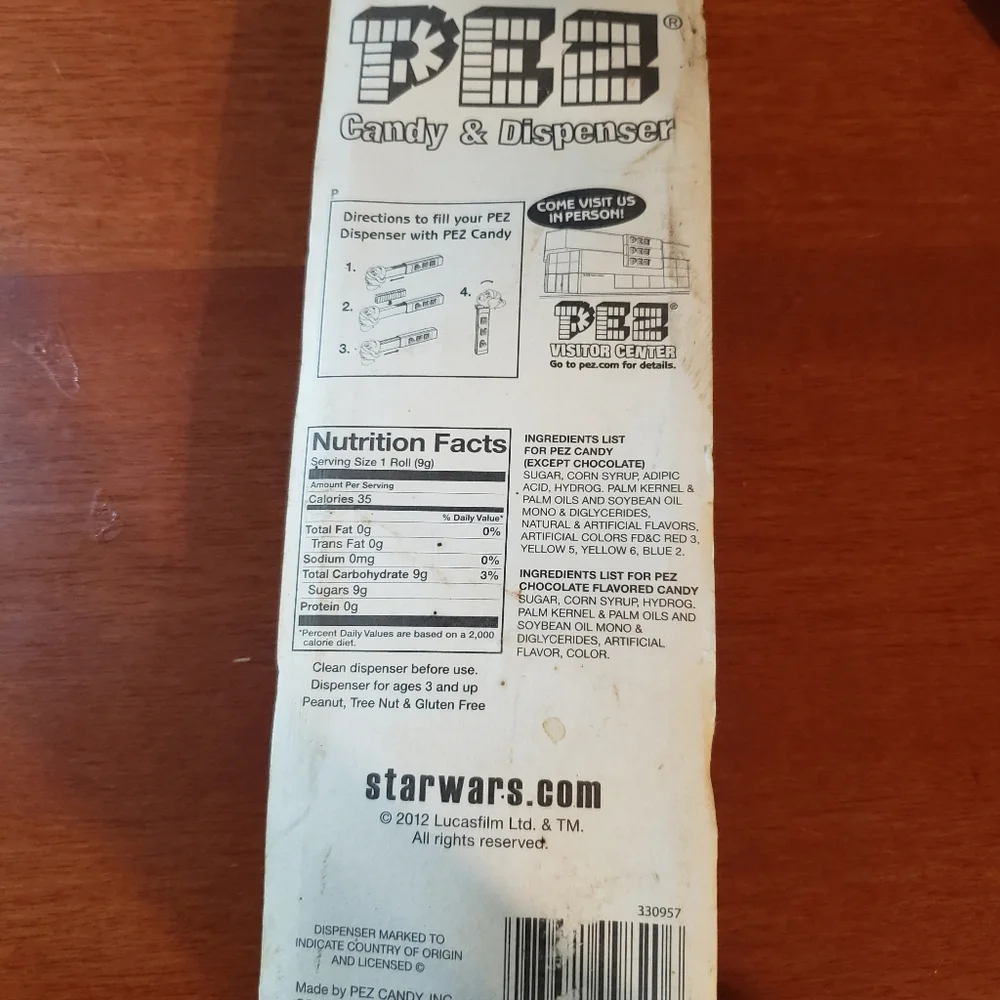 PEZ®
Candy & Dispenser
P
Directions to fill your PEZ
Dispenser with PEZ Candy
1.
2.
3.
4.
COME VISIT US
IN PERSON!
PEZ
PEZ
PEZ
PEZ®
VISITOR CENTER
Go to pez.com for details.
Nutrition Facts
Serving Size 1 Roll (9g)
Amount Per Serving
Calories 35
% Daily Value*
Total Fat 0g 0%
Trans Fat 0g
Sodium 0mg 0%
Total Carbohydrate 9g 3%
Sugars 9g
Protein 0g
*Percent Daily Values are based on a 2,000
calorie diet.
INGREDIENTS LIST
FOR PEZ CANDY
(EXCEPT CHOCOLATE)
SUGAR, CORN SYRUP, ADIPIC
ACID, HYDROG. PALM KERNEL &
PALM OILS AND SOYBEAN OIL
MONO & DIGLYCERIDES,
NATURAL & ARTIFICIAL FLAVORS,
ARTIFICIAL COLORS FD&C RED 3,
YELLOW 5, YELLOW 6, BLUE 2.
INGREDIENTS LIST FOR PEZ
CHOCOLATE FLAVORED CANDY
SUGAR, CORN SYRUP, HYDROG.
PALM KERNEL & PALM OILS AND
SOYBEAN OIL MONO &
DIGLYCERIDES, ARTIFICIAL
FLAVOR, COLOR.
Clean dispenser before use.
Dispenser for ages 3 and up
Peanut, Tree Nut & Gluten Free
starwars.com
© 2012 Lucasfilm Ltd. & TM.
All rights reserved.
330957
DISPENSER MARKED TO
INDICATE COUNTRY OF ORIGIN
AND LICENSED ©
Made by PEZ CANDY, INC.